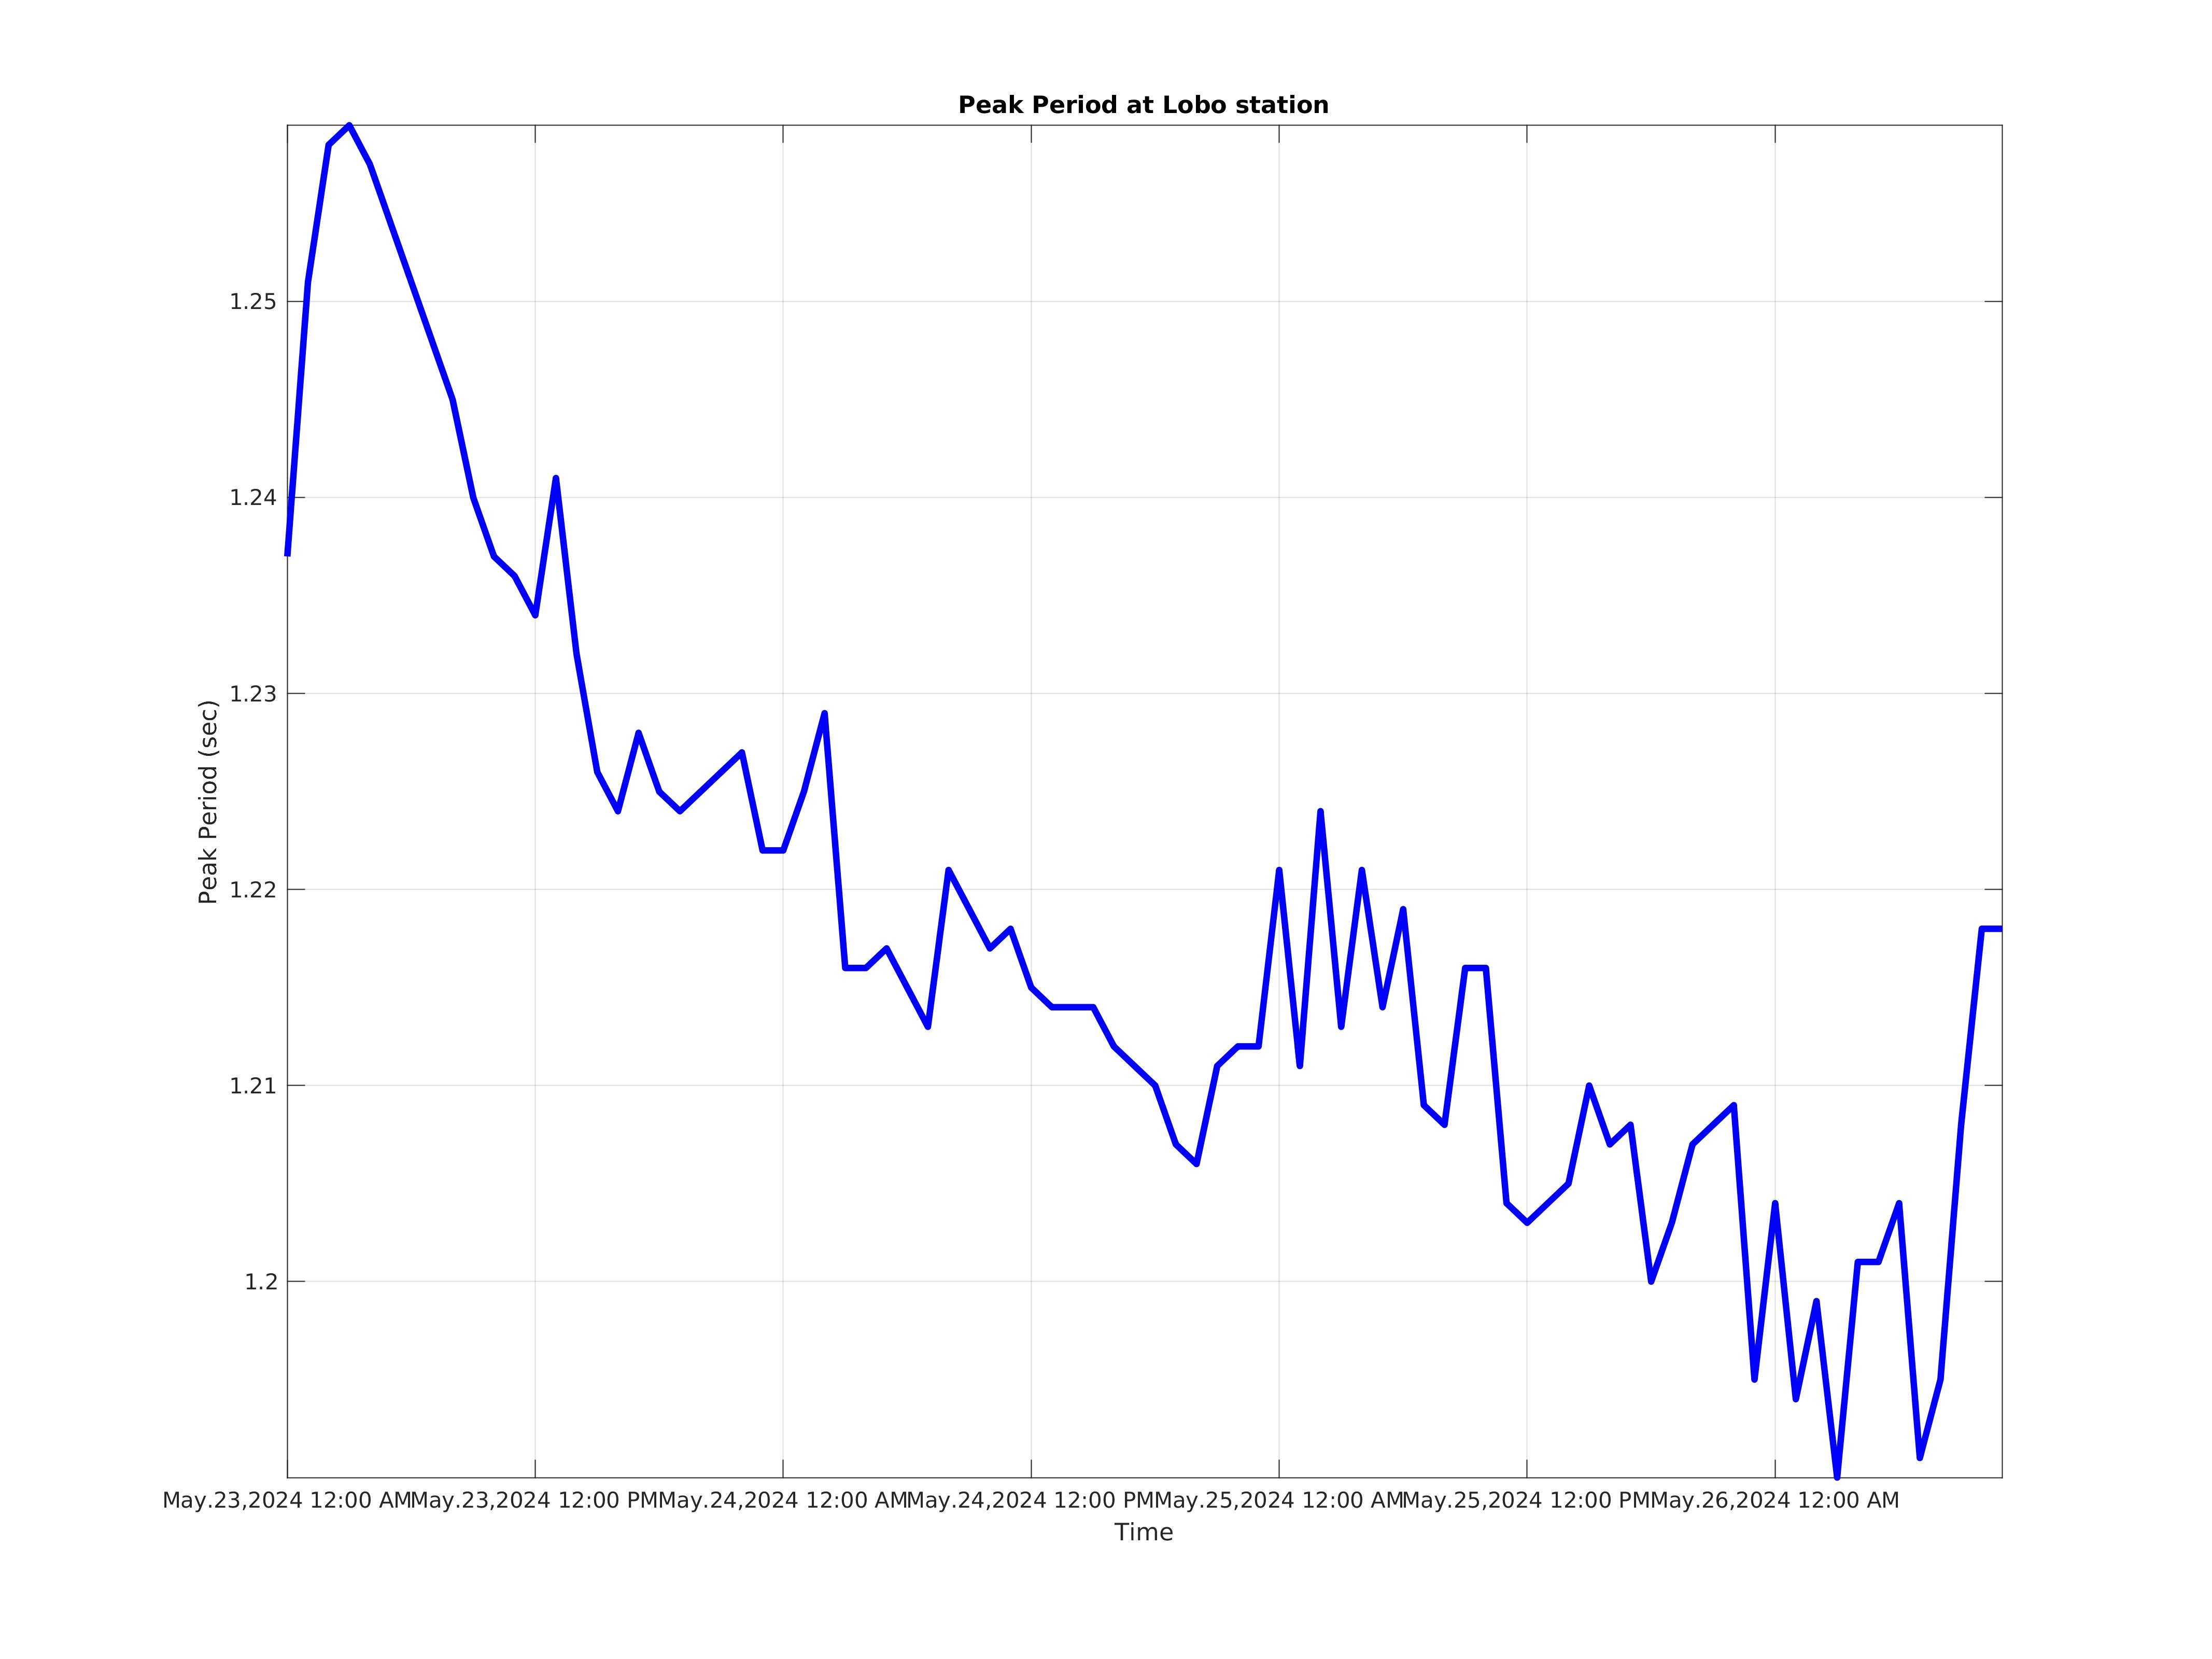 Peak Period at Lobo station
Peak Period (sec)
1.25
1.24
1.23
1.22
1.21
1.2
May.23,2024 12:00 AM May.23,2024 12:00 PM May.24,2024 12:00 AM May.24,2024 12:00 PM May.25,2024 12:00 AM May.25,2024 12:00 PM May.26,2024 12:00 AM
Time